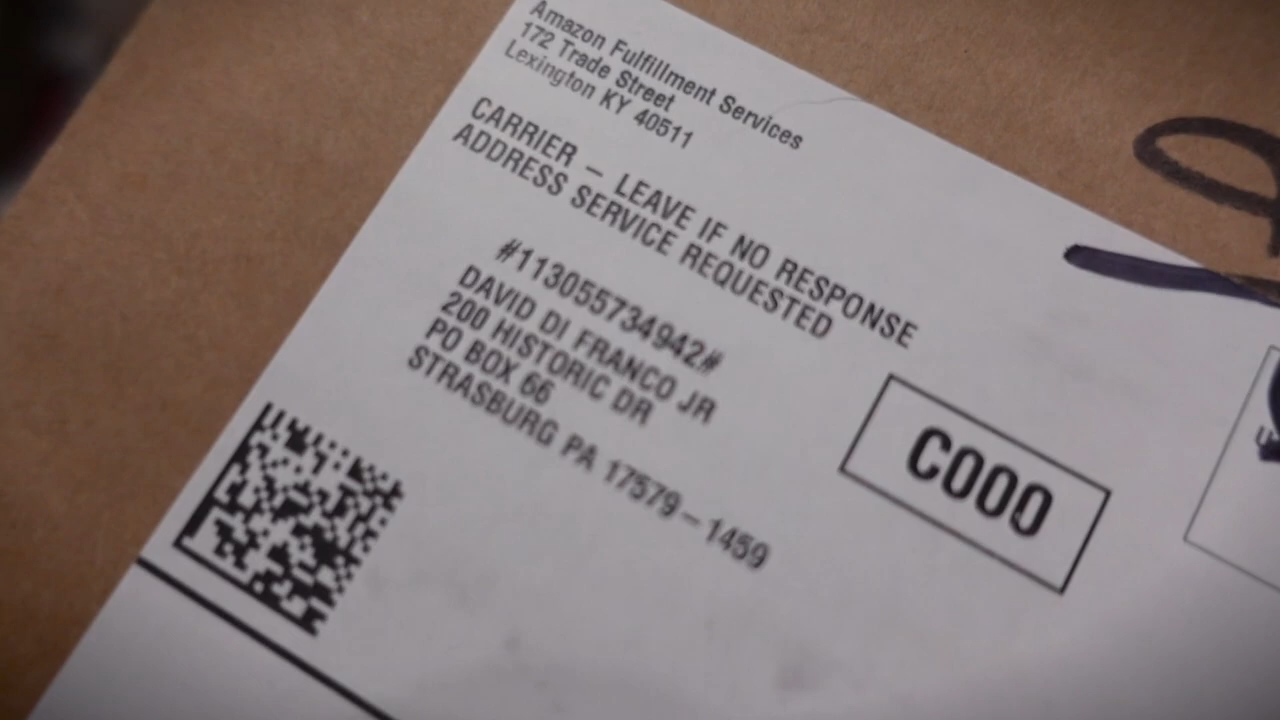 Amazon Fulfillment Services
172 Trade Street
Lexington KY 40511
CARRIER – LEAVE IF NO RESPONSE
ADDRESS SERVICE REQUESTED
#113055734942#
DAVID DI FRANCO JR
200 HISTORIC DR
PO BOX 66
STRASBURG PA 17579-1459
C000